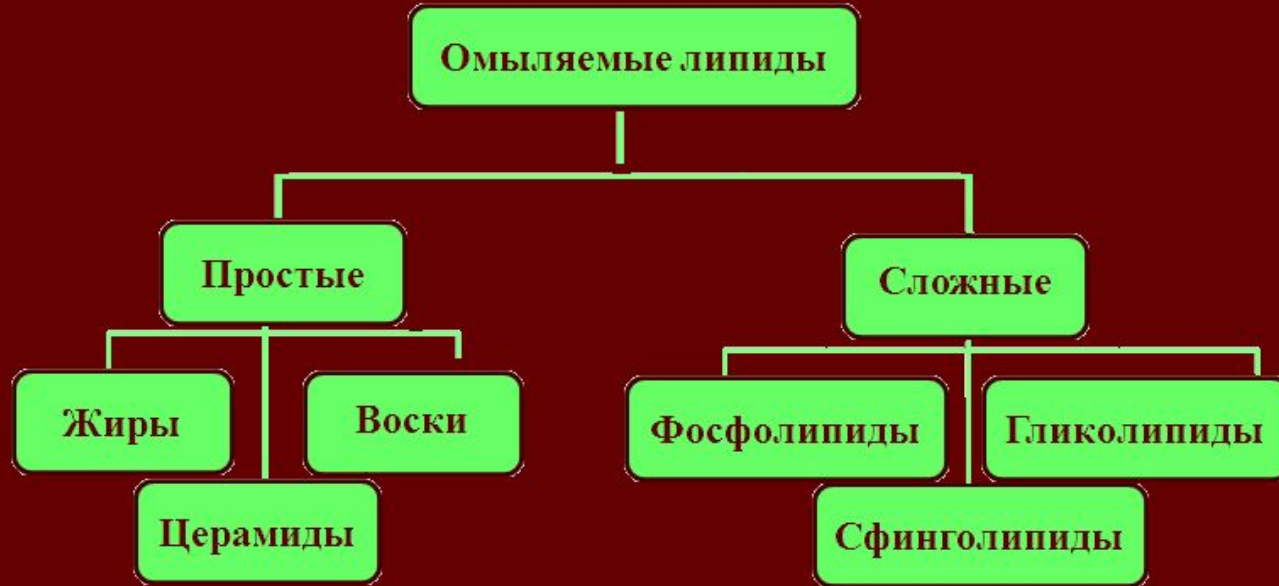 Омыляемые липиды
Простые
Сложные
Жиры
Воски
Фосфолипиды
Гликолипиды
Церамиды
Сфинголипиды